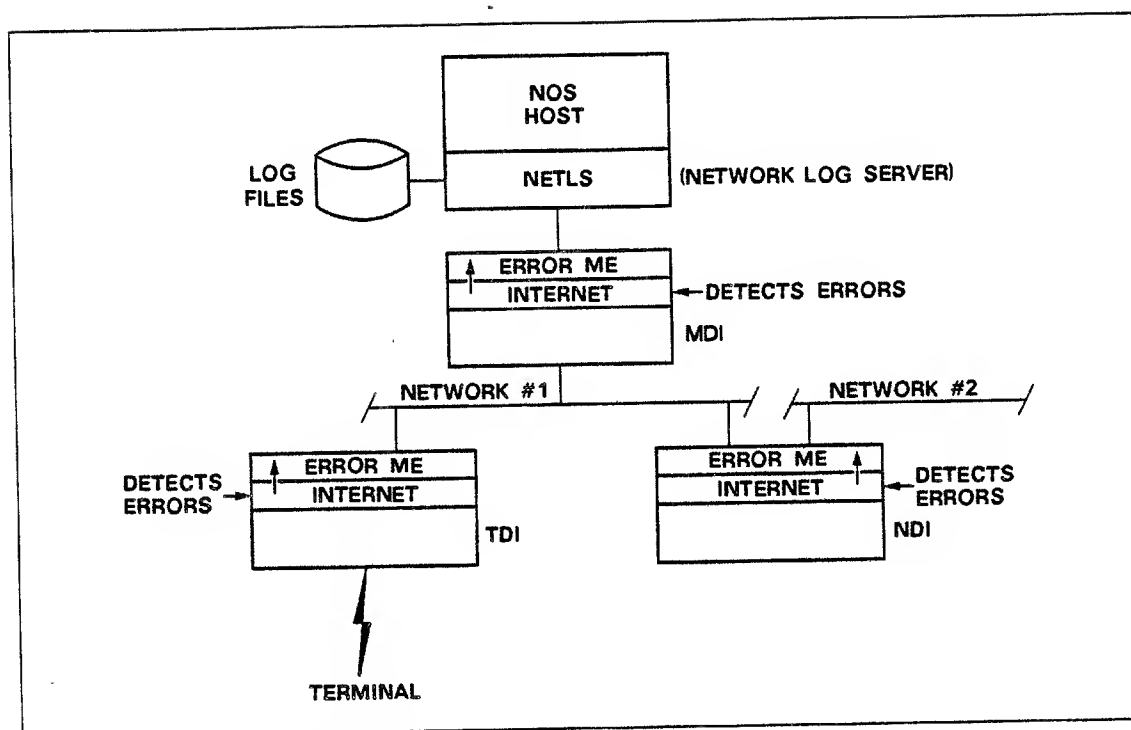 NOS
HOST
LOG
FILES
NETLS
(NETWORK LOG SERVER)
ERROR ME
INTERNET
DETECTS ERRORS
MDI
NETWORK #1
NETWORK #2
ERROR ME
INTERNET
DETECTS
ERRORS
TDI
ERROR ME
INTERNET
DETECTS
ERRORS
NDI
TERMINAL